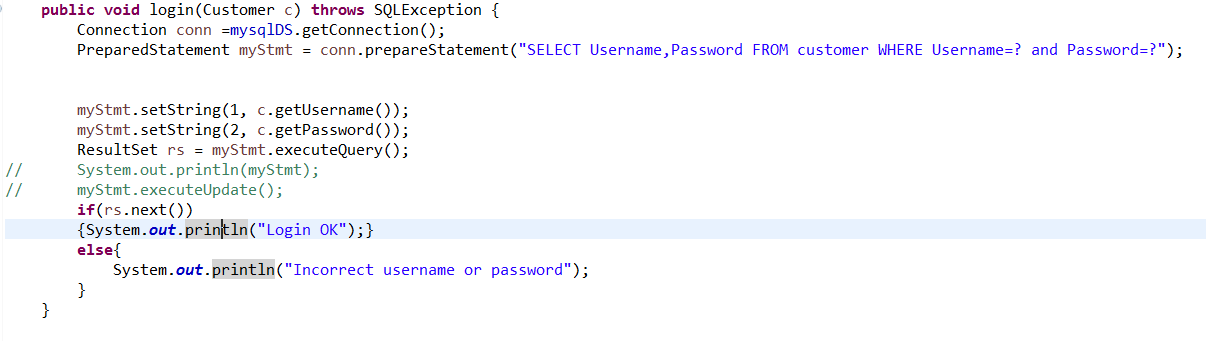 public void login(Customer c) throws SQLException {
Connection conn =mysqlDS.getConnection();
PreparedStatement myStmt = conn.prepareStatement("SELECT Username,Password FROM customer WHERE Username=? and Password=?");
myStmt.setString(1, c.getUsername());
myStmt.setString(2, c.getPassword());
ResultSet rs = myStmt.executeQuery();
// System.out.println(myStmt);
// myStmt.executeUpdate();
if(rs.next())
{System.out.println("Login OK");}
else{
System.out.println("Incorrect username or password");
}
}